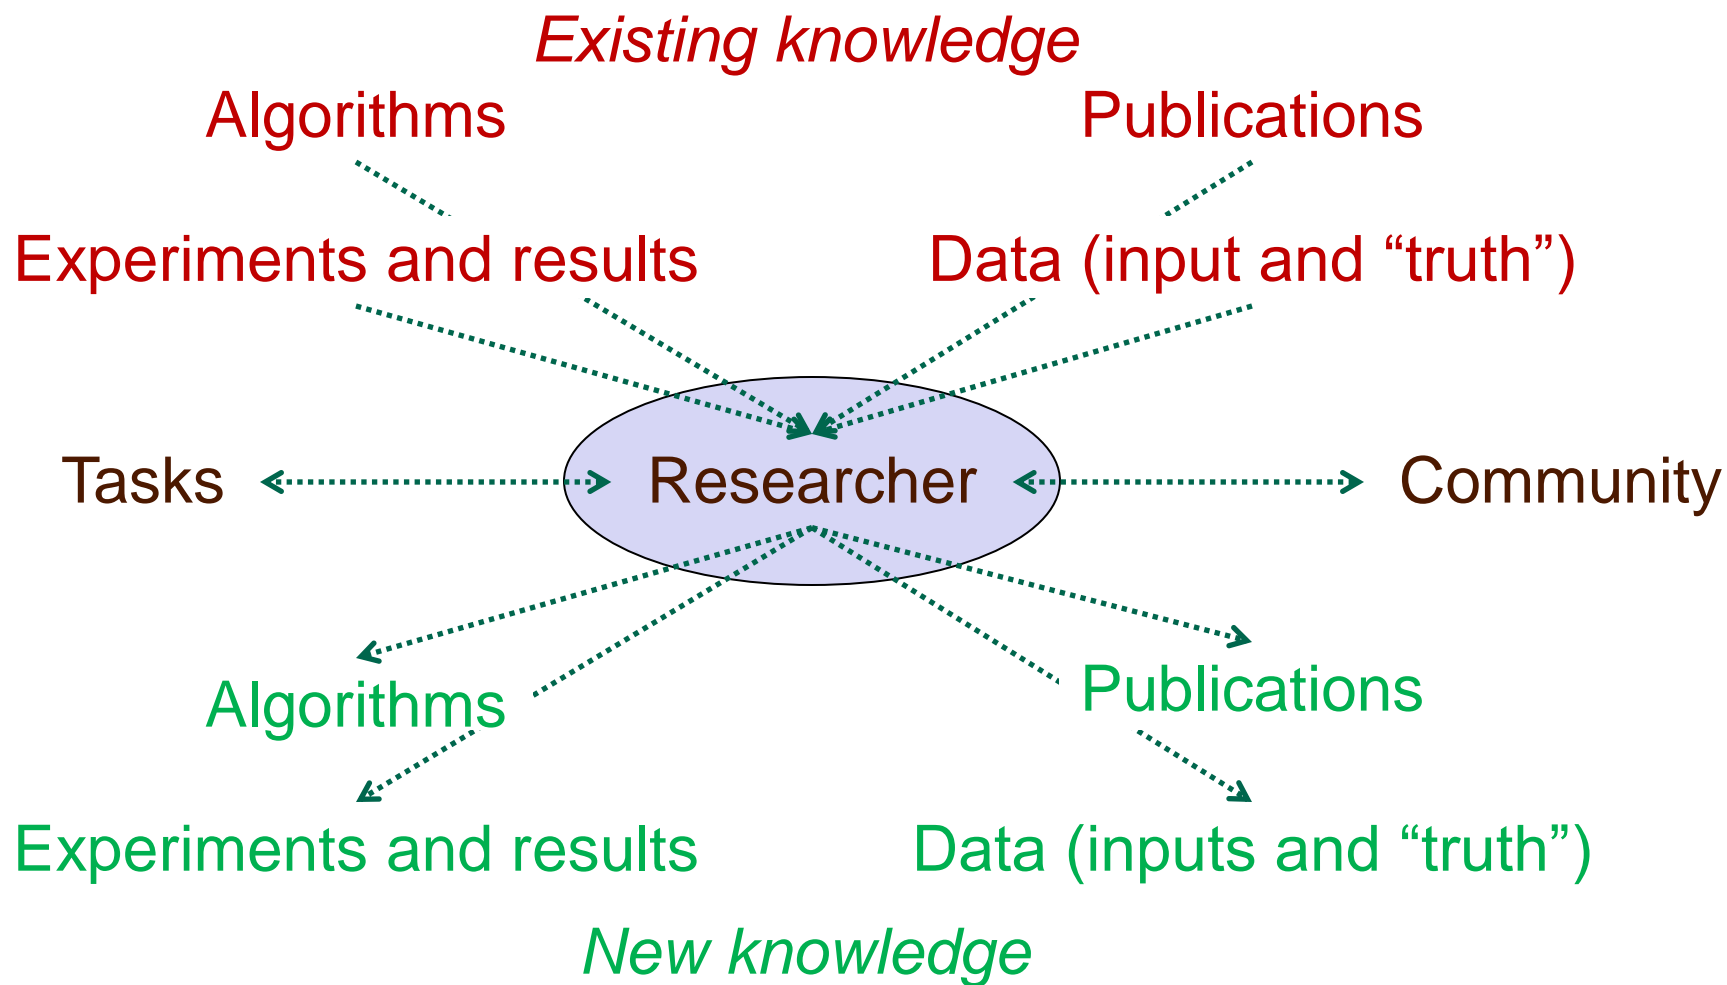 Existing knowledge
Algorithms
Publications
Experiments and results
Data (input and “truth”)
Tasks
Researcher
Community
Algorithms
Publications
Experiments and results
Data (inputs and “truth”)
New knowledge